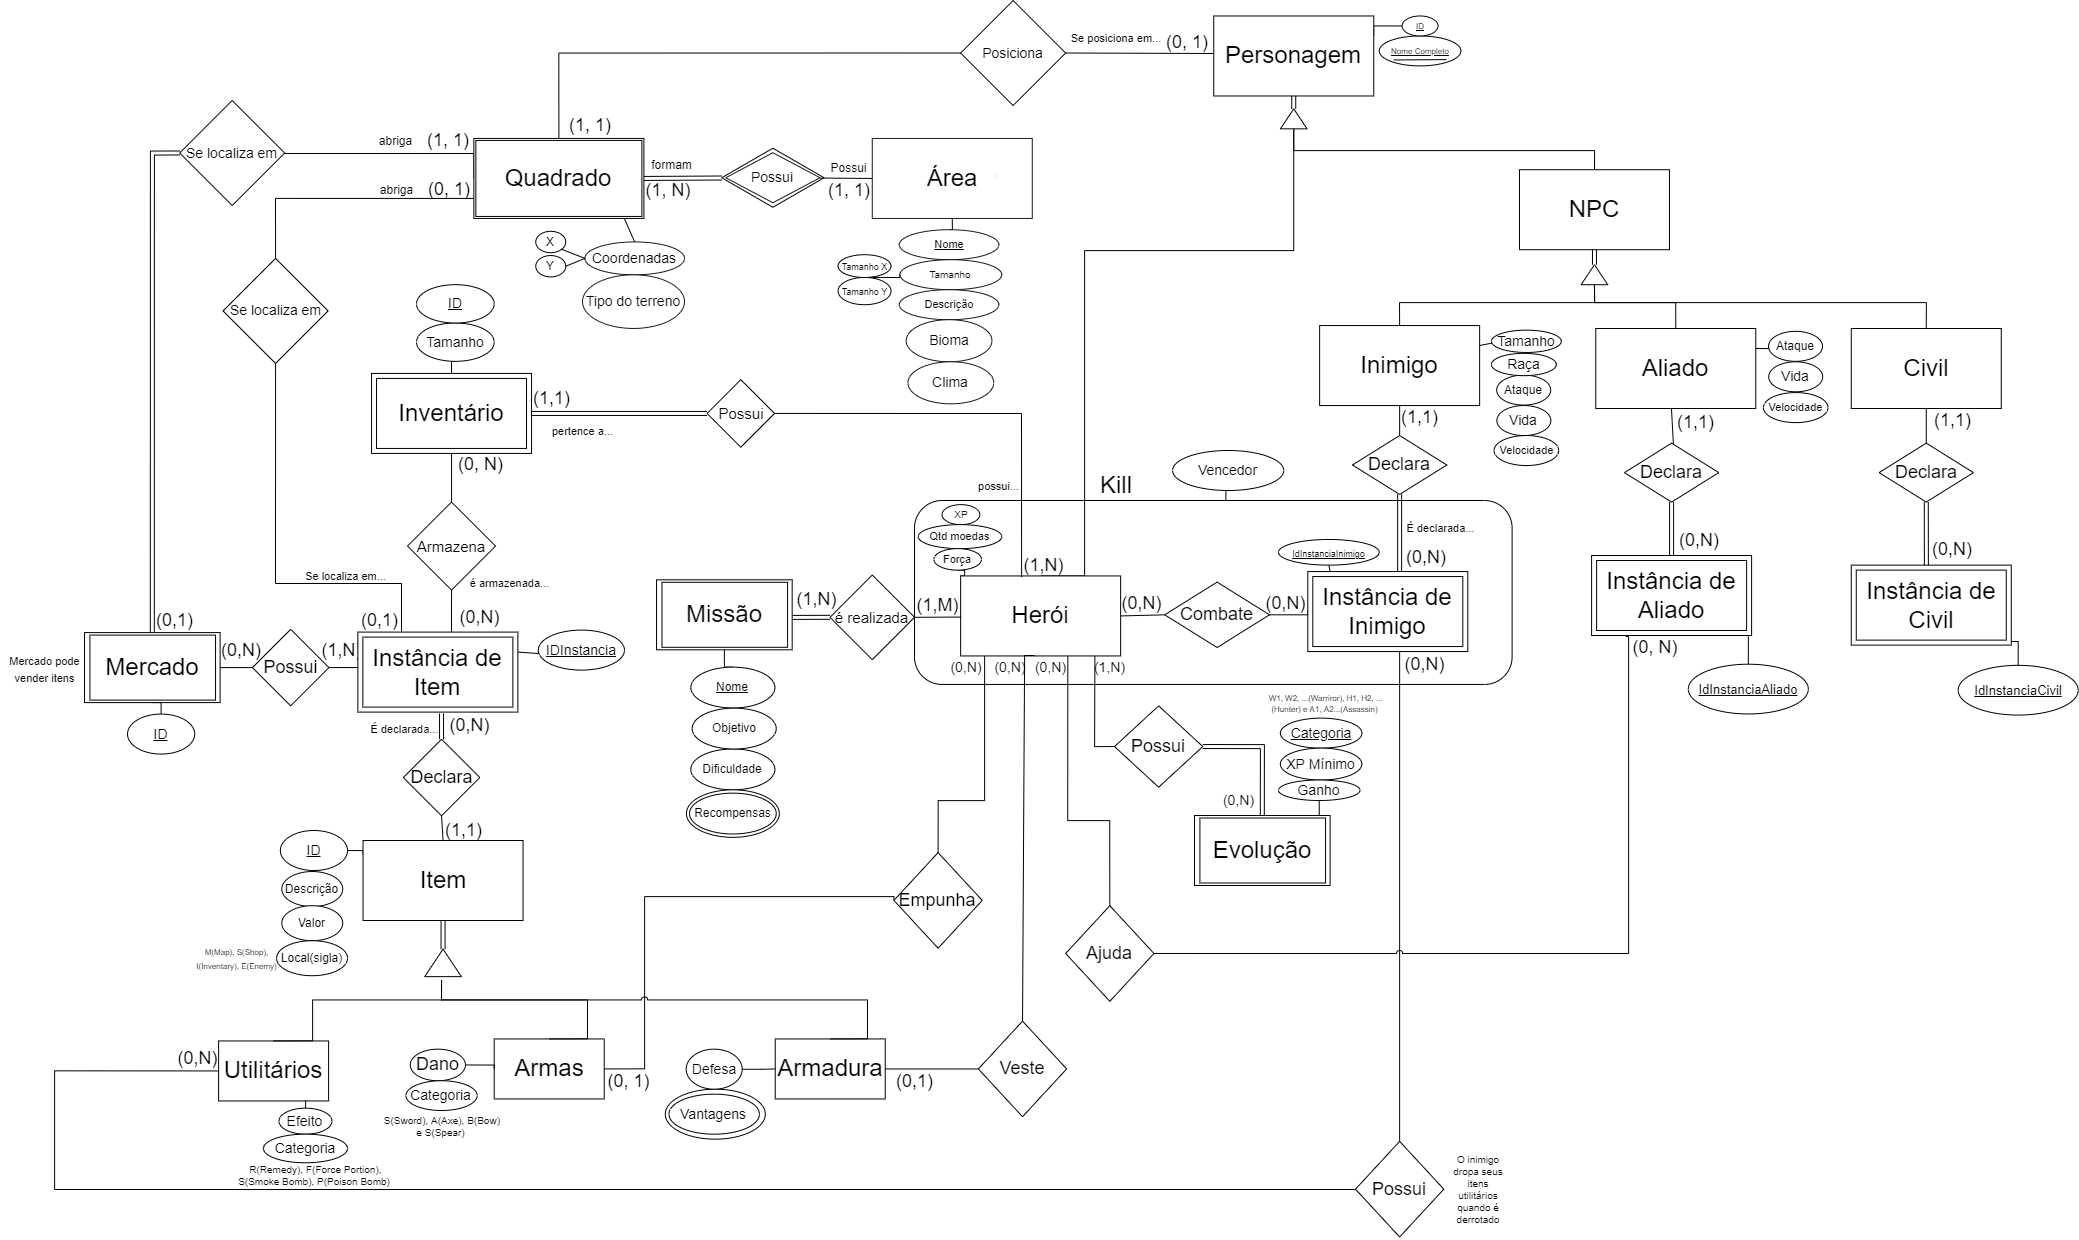 ID
Nome Completo
Personagem
(0, 1)
Se posiciona em...
Posiciona
(1, 1)
Se localiza em
abriga
(1, 1)
Quadrado
formam
(1, N)
Possui
Possui
(1, 1)
Área
abriga
(0, 1)
NPC
X
Y
Coordenadas
Tipo do terreno
Nome
Tamanho X
Tamanho Y
Tamanho
Descrição
Bioma
Clima
Se localiza em
ID
Tamanho
Inventário
(1,1)
pertence a...
Possui
(0, N)
Inimigo
Tamanho
Raça
Ataque
Vida
Velocidade
(1,1)
Aliado
Ataque
Vida
Velocidade
(1,1)
Civil
(1,1)
Declara
Declara
Declara
Vencedor
possui...
Kill
XP
Qtd moedas
Força
É declarada...
IdInstanciaInimigo
(0,N)
(0,N)
(0,N)
Armazena
é armazenada...
Se localiza em...
(0,1)
(0,1)
(0,N)
Missão
(1,N)
é realizada
(1,M)
(1,N)
Herói
(0,N)
Combate
(0,N)
Instância de
Inimigo
(0,N)
Instância de
Aliado
(0, N)
Instância de
Civil
IdInstanciaAliado
IdInstanciaCivil
Mercado pode
vender itens
Mercado
(0,N)
Possui
(1,N)
Instância de
Item
IDInstancia
ID
É declarada...
(0,N)
Declara
(1,1)
Nome
Objetivo
Dificuldade
Recompensas
(0,N)
(0,N)
(0,N)
(1,N)
Possui
W1, W2, ...(Warriror), H1, H2, ...
(Hunter) e A1, A2...(Assassin)
Categoria
XP Mínimo
Ganho
(0,N)
Evolução
ID
Descrição
Valor
Local(sigla)
M(Map), S(Shop),
I(Inventary), E(Enemy)
Item
Empunha
Ajuda
(0,N)
Utilitários
Efeito
Categoria
R(Remedy), F(Force Portion),
S(Smoke Bomb), P(Poison Bomb)
Dano
Categoria
S(Sword), A(Axe), B(Bow)
e S(Spear)
Armas
(0, 1)
Defesa
Vantagens
Armadura
(0,1)
Veste
Possui
O inimigo
dropa seus
itens
utilitários
quando é
derrotado